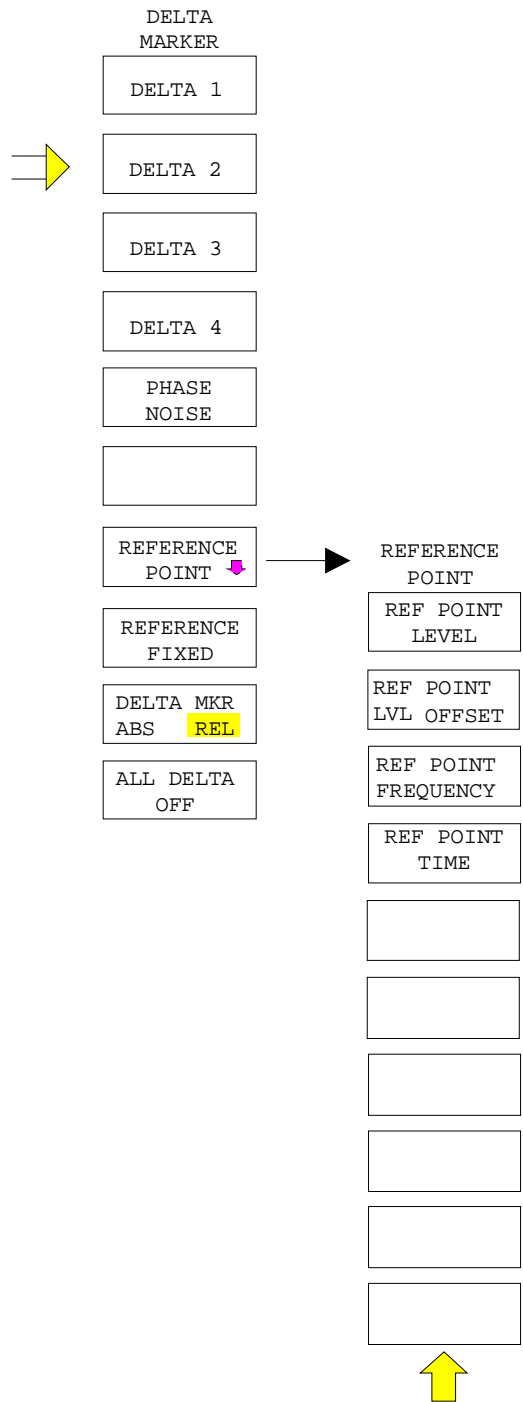 DELTA
MARKER
DELTA 1
DELTA 2
DELTA 3
DELTA 4
PHASE
NOISE
REFERENCE
POINT
REFERENCE
FIXED
DELTA MKR
ABS REL
ALL DELTA
OFF
REFERENCE
POINT
REF POINT
LEVEL
REF POINT
LVL OFFSET
REF POINT
FREQUENCY
REF POINT
TIME